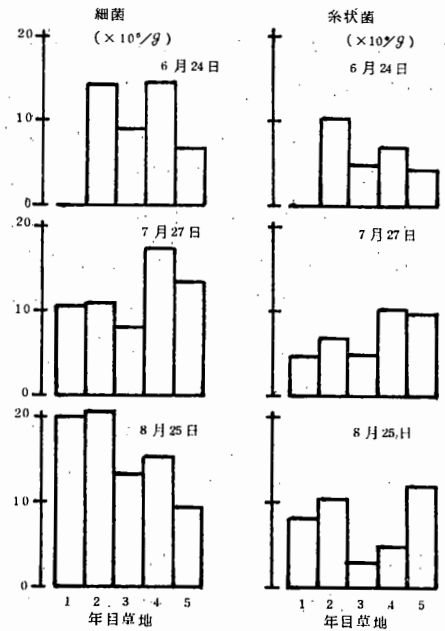 細菌
(×10⁶/g)
糸状菌
(×10⁴/g)
6月24日
6月24日
20
10
0
7月27日
7月27日
20
10
0
8月25日
8月25日
20
10
0
1 2 3 4 5
年目草地
1 2 3 4 5
年目草地